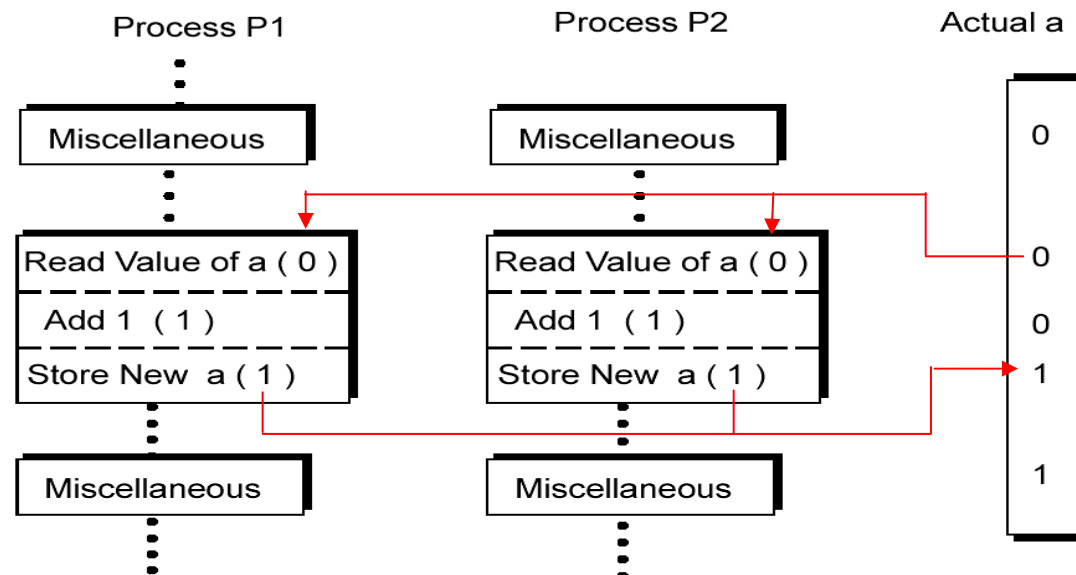 Process P1
Process P2
Actual a
Miscellaneous
Miscellaneous
0
Read Value of a ( 0 )
Read Value of a ( 0 )
0
Add 1 ( 1 )
Add 1 ( 1 )
0
Store New a ( 1 )
Store New a ( 1 )
1
Miscellaneous
Miscellaneous
1